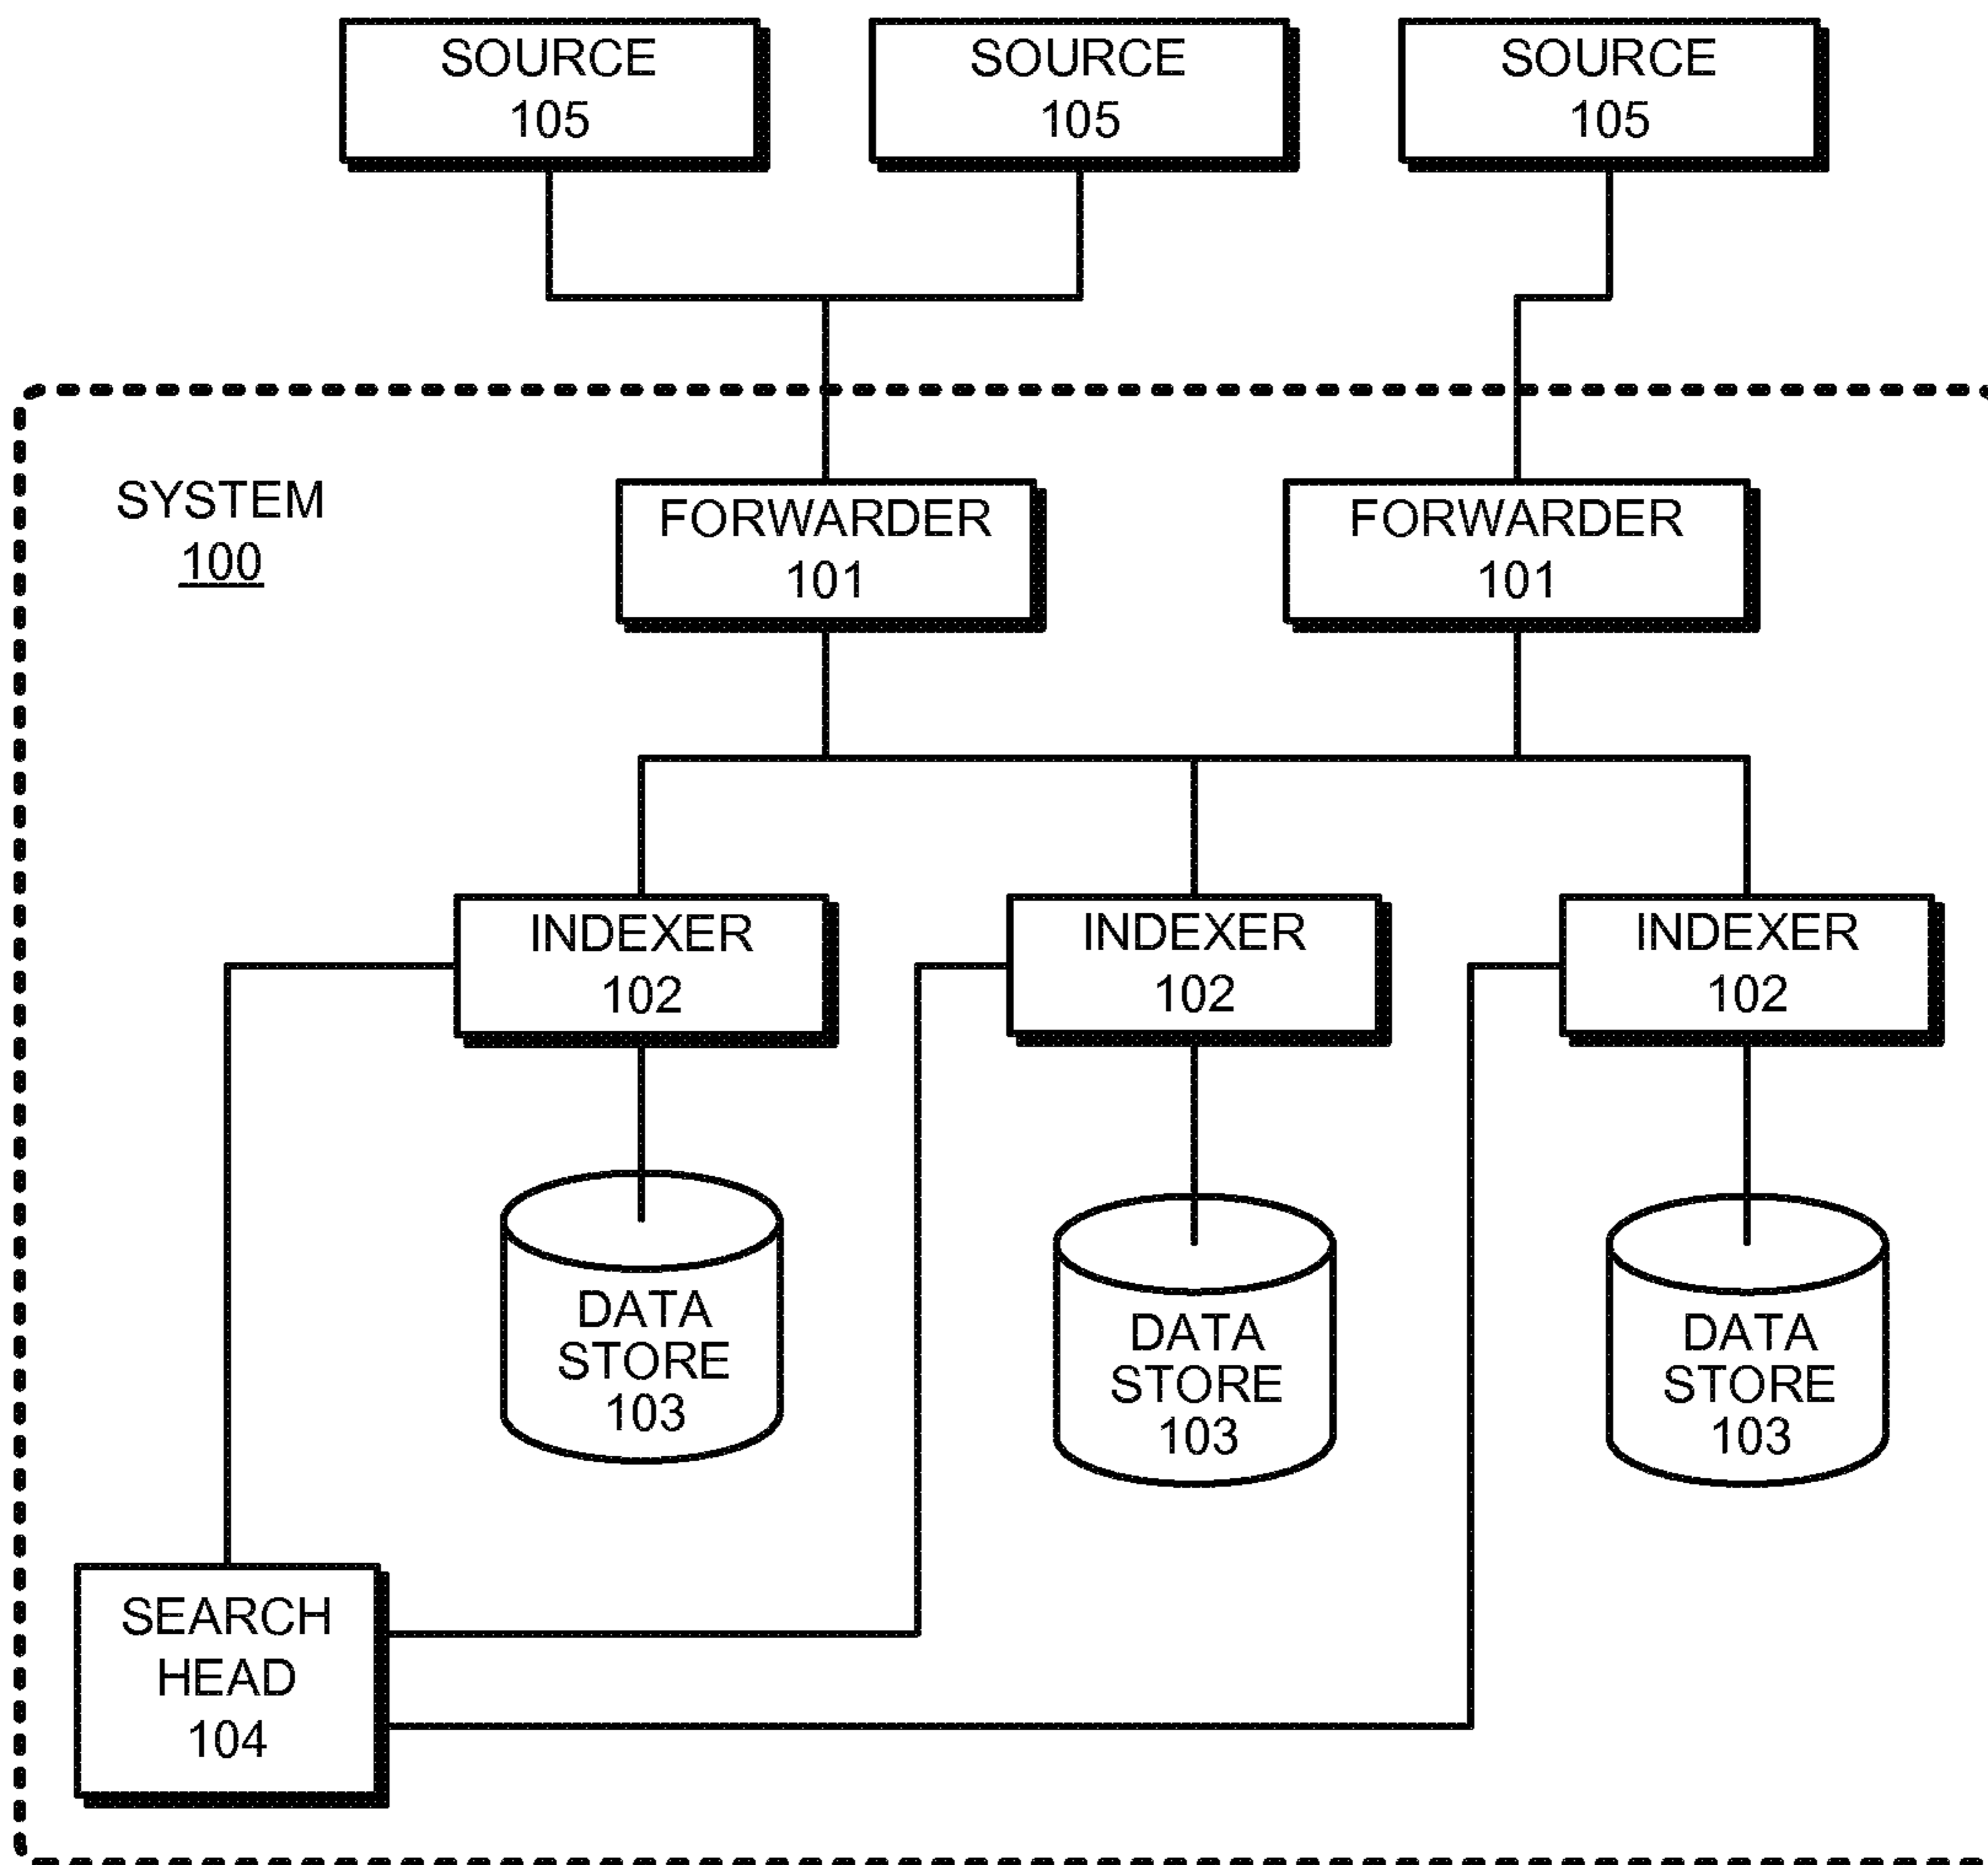 SOURCE
105
SOURCE
105
SOURCE
105
SYSTEM
100
FORWARDER
101
FORWARDER
101
INDEXER
102
INDEXER
102
INDEXER
102
DATA
STORE
103
DATA
STORE
103
DATA
STORE
103
SEARCH
HEAD
104